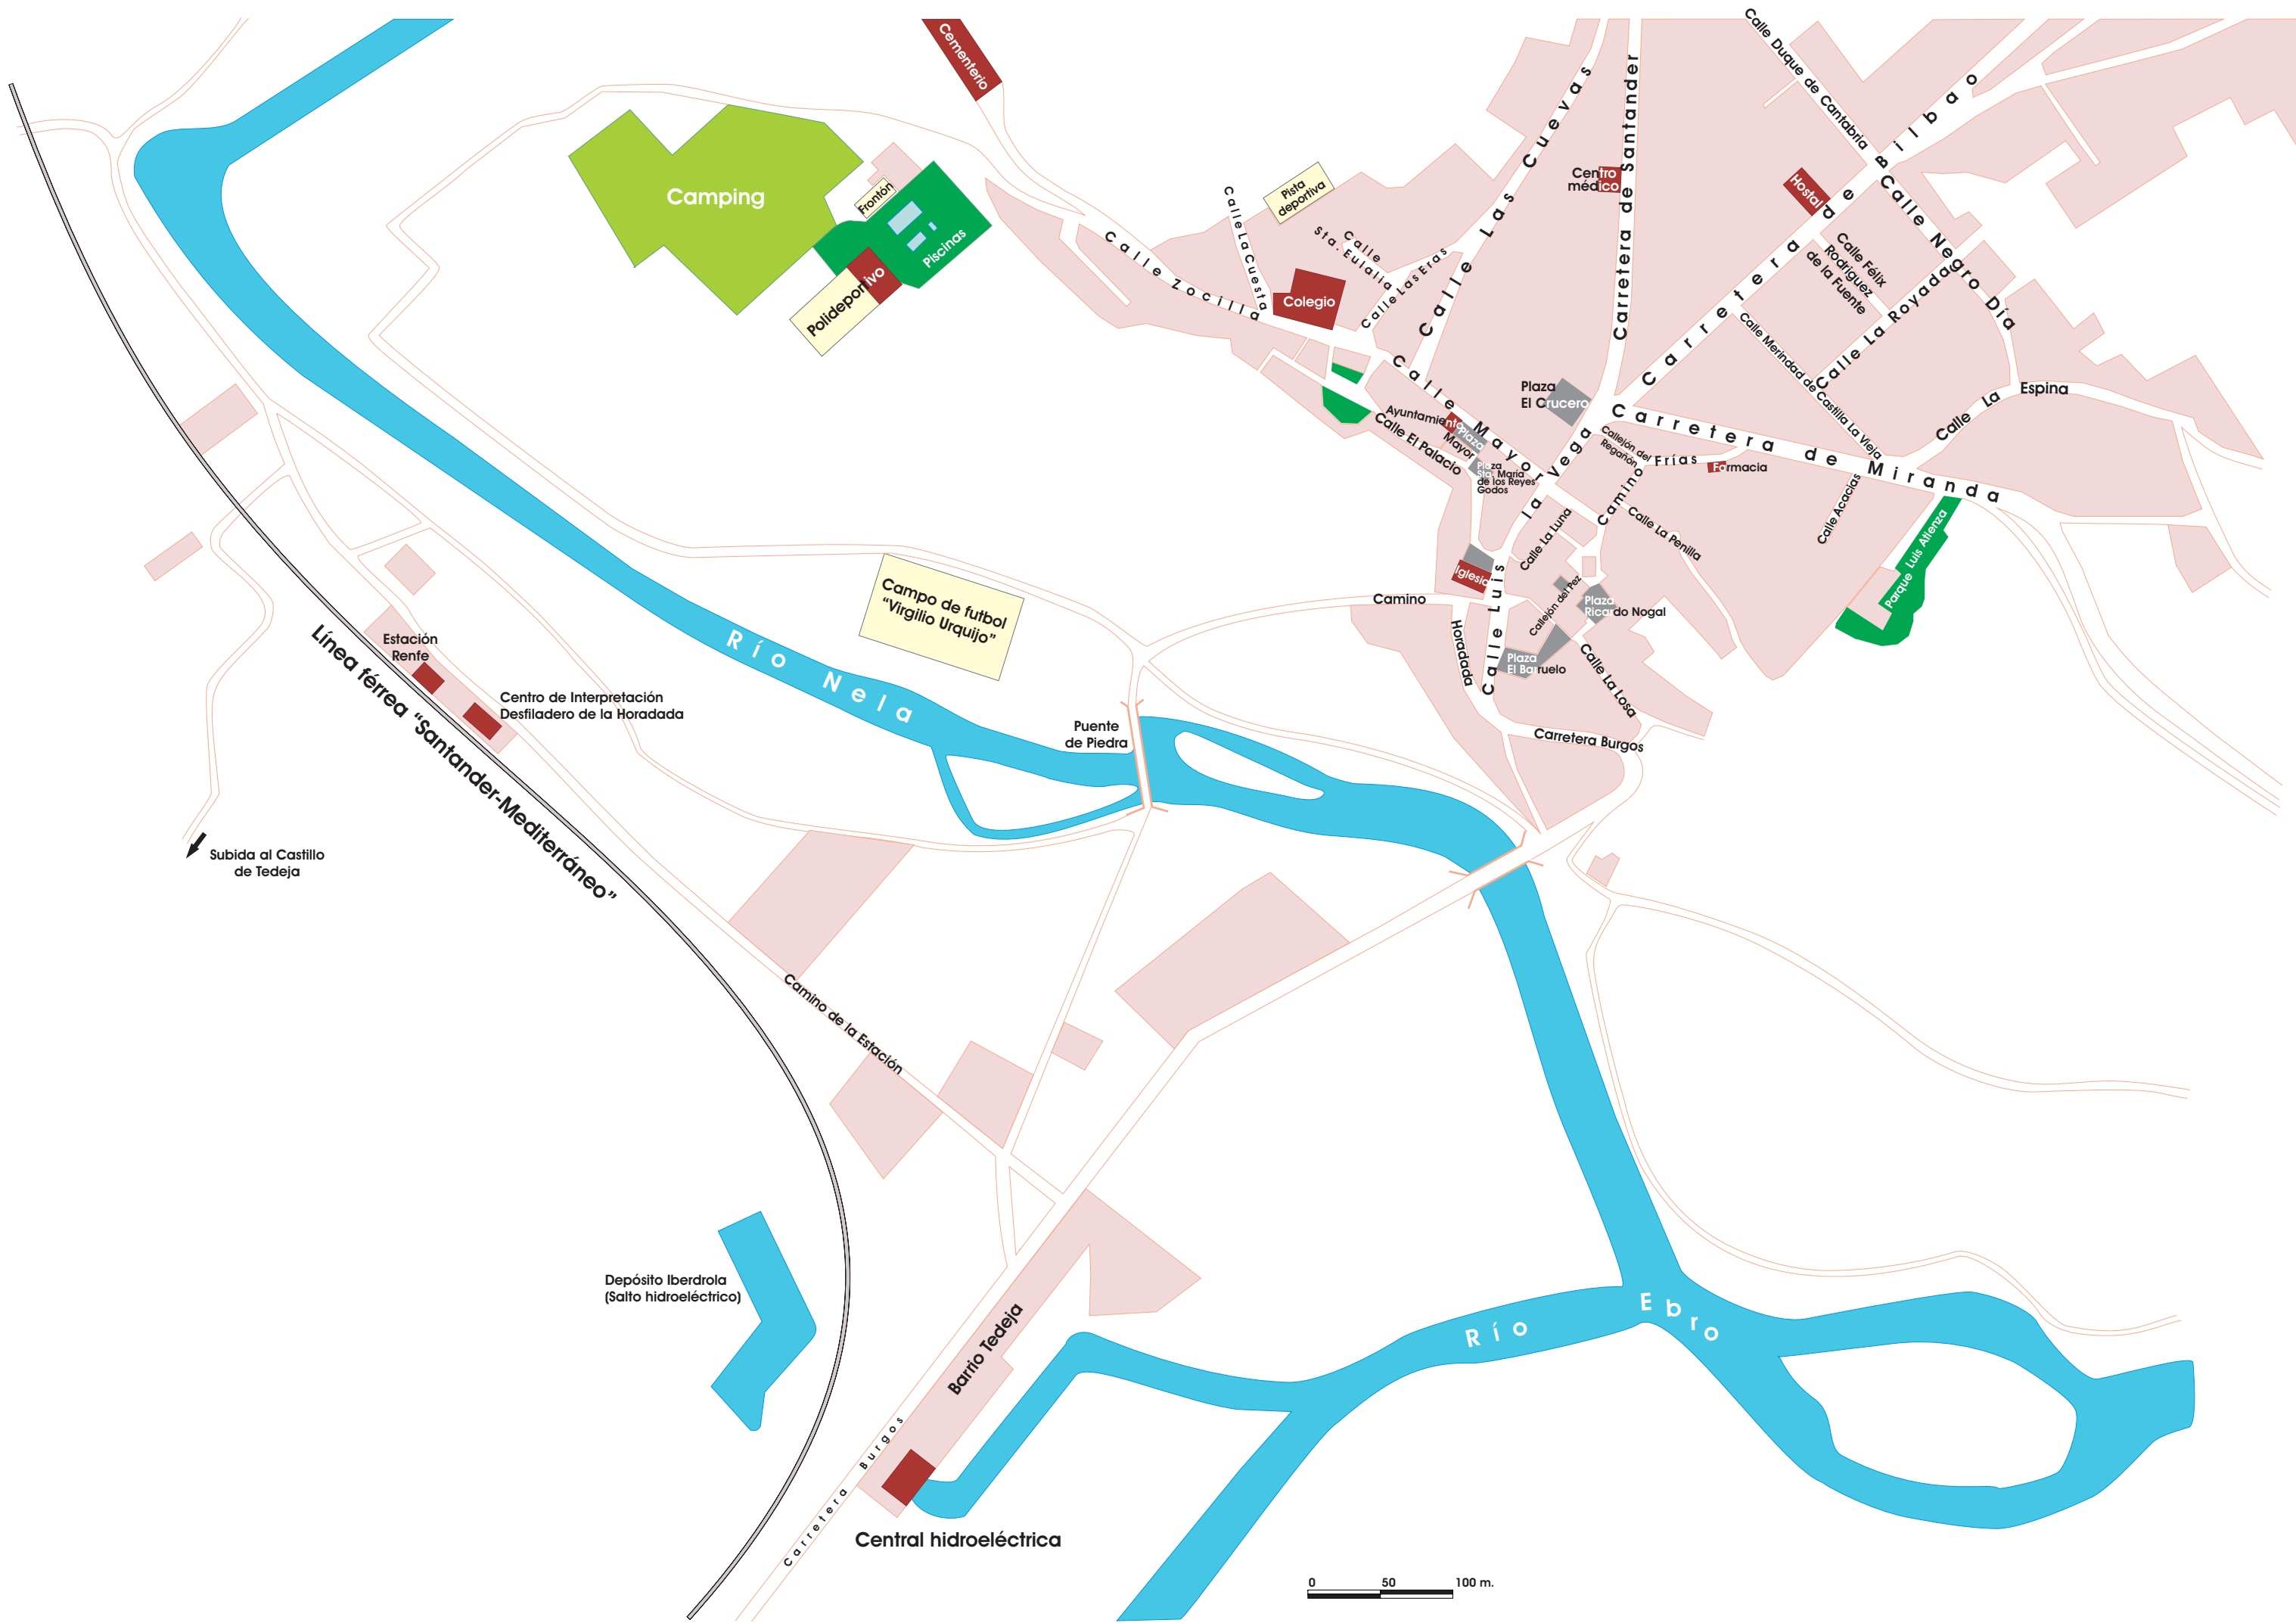 Cementerio
Camping
Frontón
Piscinas
Polideportivo
Calle Zocilla
Calle La Cuesta
Pista
deportiva
Calle
Sta. Eulalia
Calle Las Eras
Colegio
Calle Las Cuevas
Carretera de Santander
Centro
médico
Calle Duque de Cantabria
Carretera de Bilbao
Hostal
Calle Negro Día
Calle Félix
Rodriguez
de la Fuente
Calle La Royada
Calle Merindad de Castilla La Vieja
Calle La Espina
Plaza
El Crucero
Calle Mayor
Ayuntamiento
Plaza
Mayor
Calle El Palacio
Plaza
Sta. Maria
de los Reyes
Godos
Carretera de Miranda
Callejón del
Regañón
Camino Frías
Farmacia
Calle Acacias
Parque Luis Atienza
Calle Luis la Vega
Calle La Luna
Calle La Penilla
Iglesia
Camino
Horadada
Callejón del Pez
Plaza
Ricardo Nogal
Plaza
El Barruelo
Calle La Losa
Carretera Burgos
Campo de futbol
“Virgilio Urquijo”
Río Nela
Puente
de Piedra
Estación
Renfe
Centro de Interpretación
Desfiladero de la Horadada
Línea férrea “Santander-Mediterráneo”
Subida al Castillo
de Tedeja
Camino de la Estación
Depósito Iberdrola
(Salto hidroeléctrico)
Barrio Tedeja
Río Ebro
Carretera Burgos
Central hidroeléctrica
0 50 100 m.